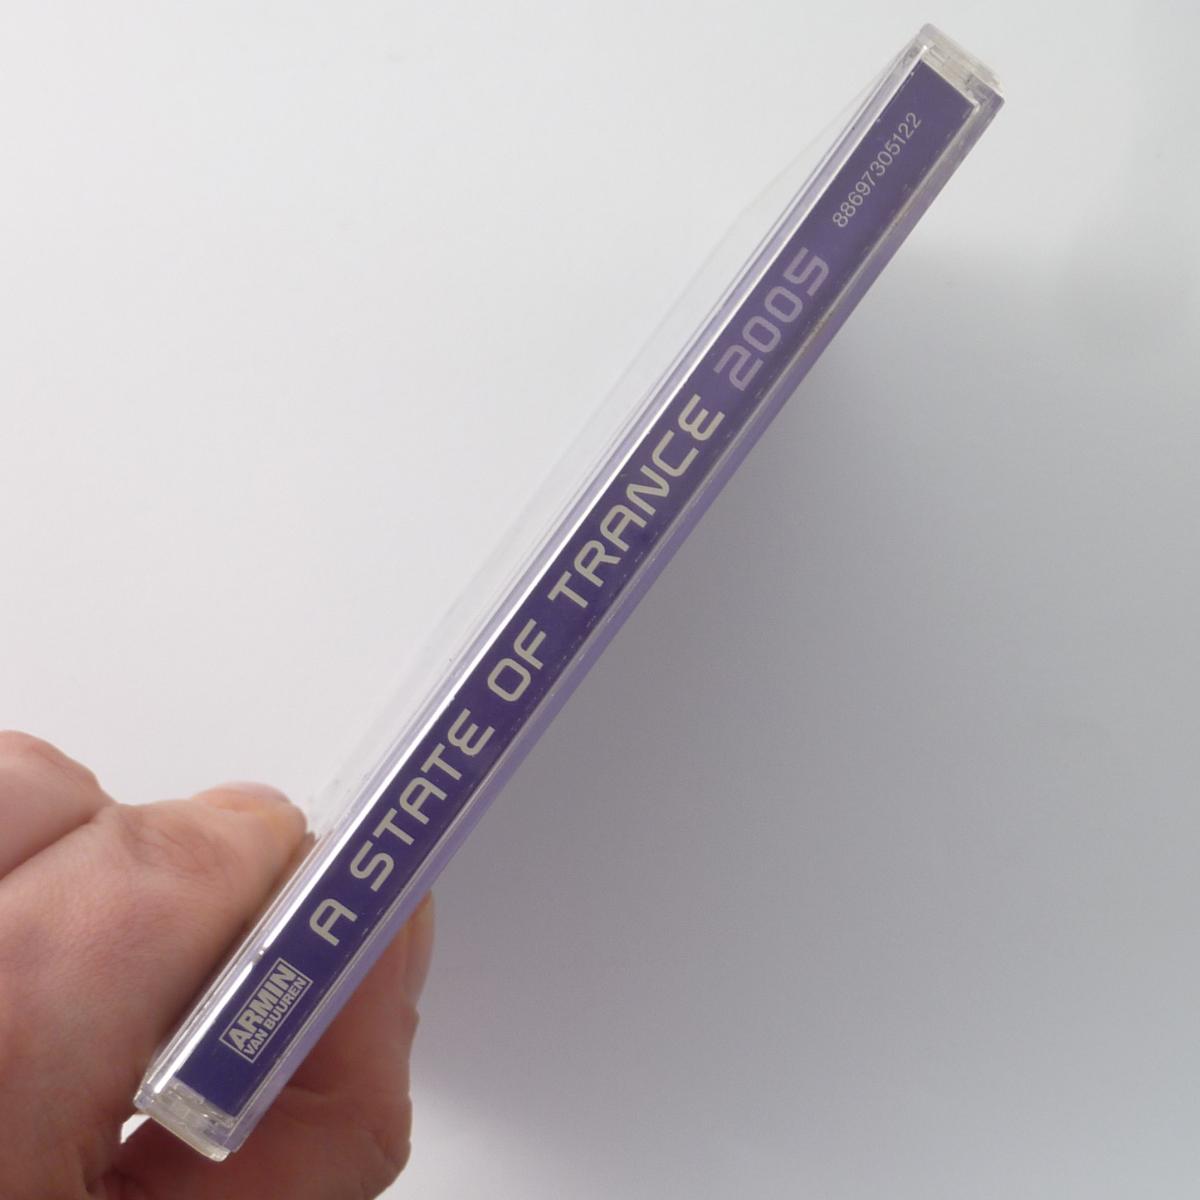 ARMIN
VAN BUUREN
A STATE OF TRANCE 2005
88697305122